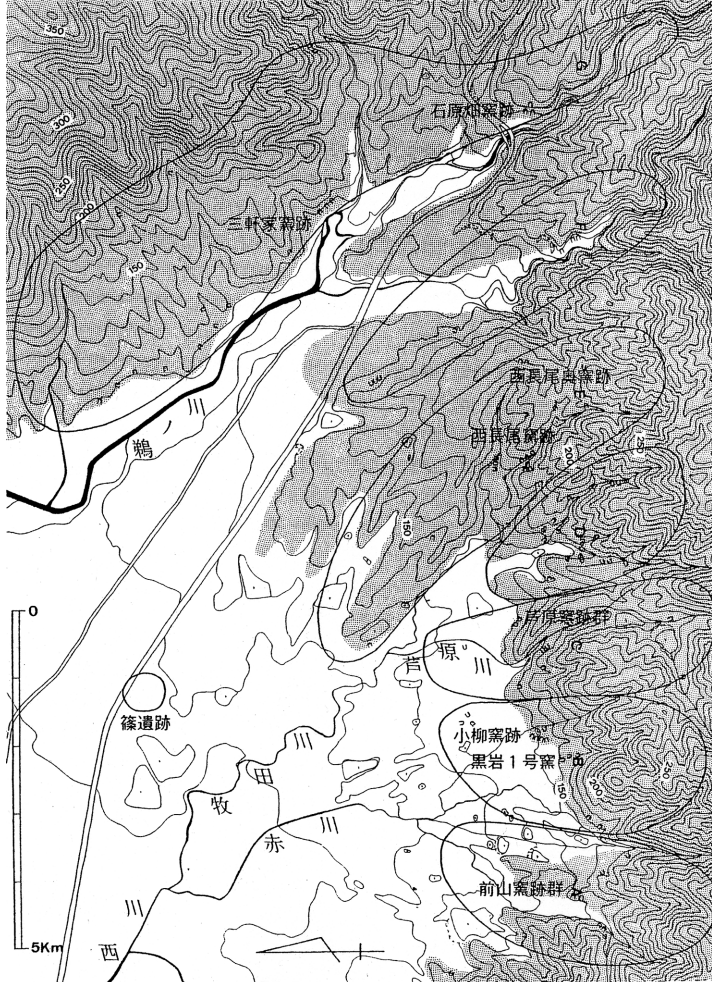 350
G
石原畑窯跡
300
250
200
三軒家窯跡
150
西長尾奥窯跡
E
西長尾窯跡
200
250
鵜ノ川
150
D
0
芦原窯跡群
C
芦原川
篠遺跡
小柳窯跡
黒岩1号窯
B
150
200
250
牧田川
赤川
前山窯跡群
A
西川
5Km